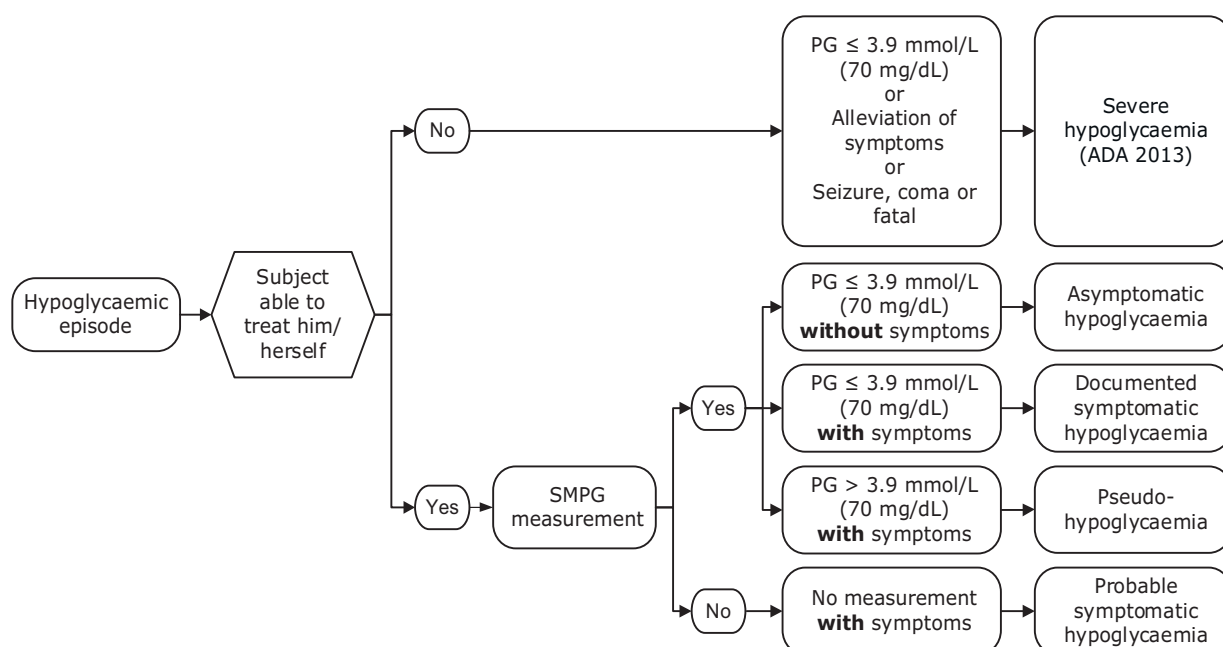 Hypoglycaemic
episode
Subject
able to
treat him/
herself
No
PG ≤ 3.9 mmol/L
(70 mg/dL)
or
Alleviation of
symptoms
or
Seizure, coma or
fatal
Severe
hypoglycaemia
(ADA 2013)
Yes
SMPG
measurement
Yes
PG ≤ 3.9 mmol/L
(70 mg/dL)
without symptoms
Asymptomatic
hypoglycaemia
PG ≤ 3.9 mmol/L
(70 mg/dL)
with symptoms
Documented
symptomatic
hypoglycaemia
PG > 3.9 mmol/L
(70 mg/dL)
with symptoms
Pseudo-
hypoglycaemia
No
No measurement
with symptoms
Probable
symptomatic
hypoglycaemia